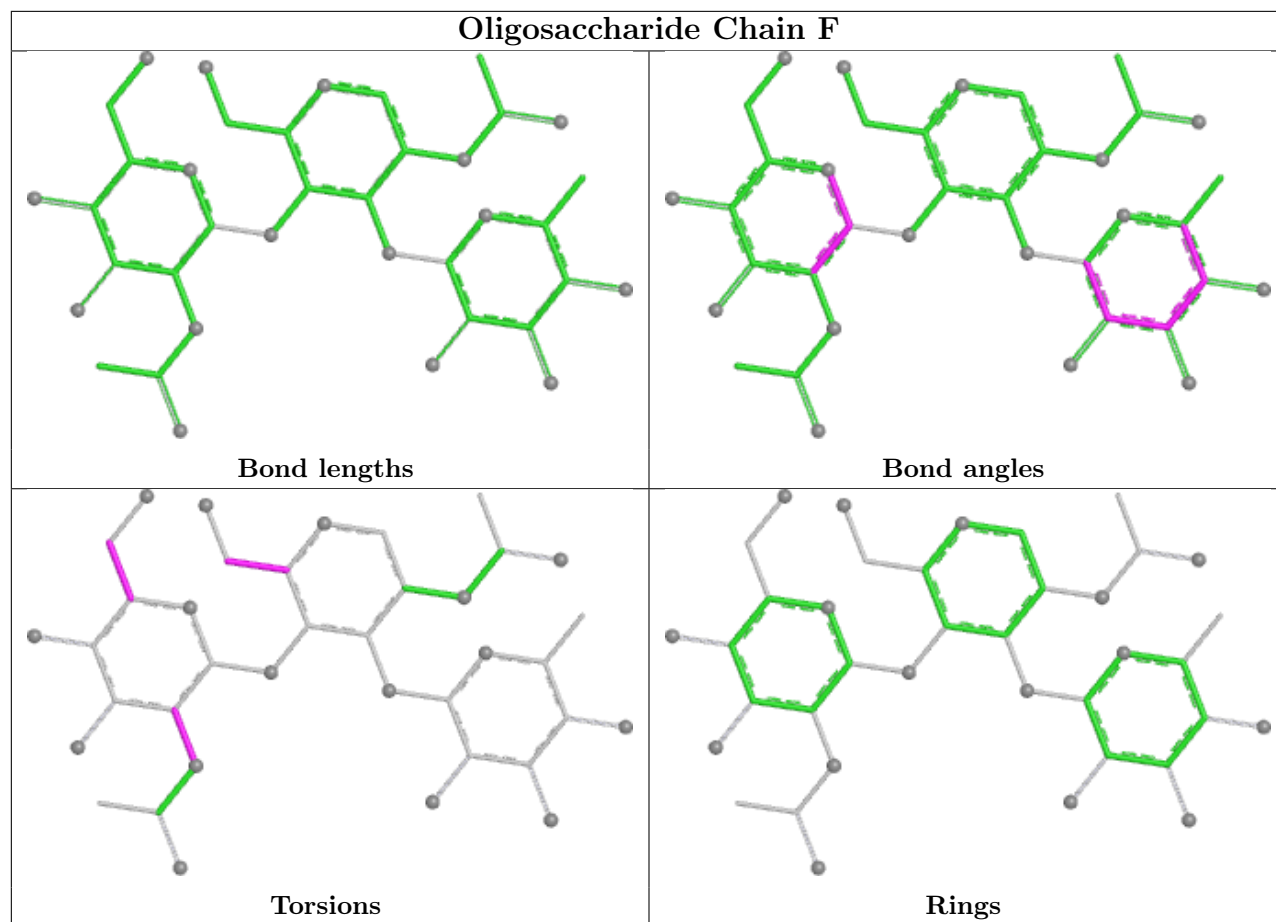 Oligosaccharide Chain F
Bond lengths
Bond angles
Torsions
Rings